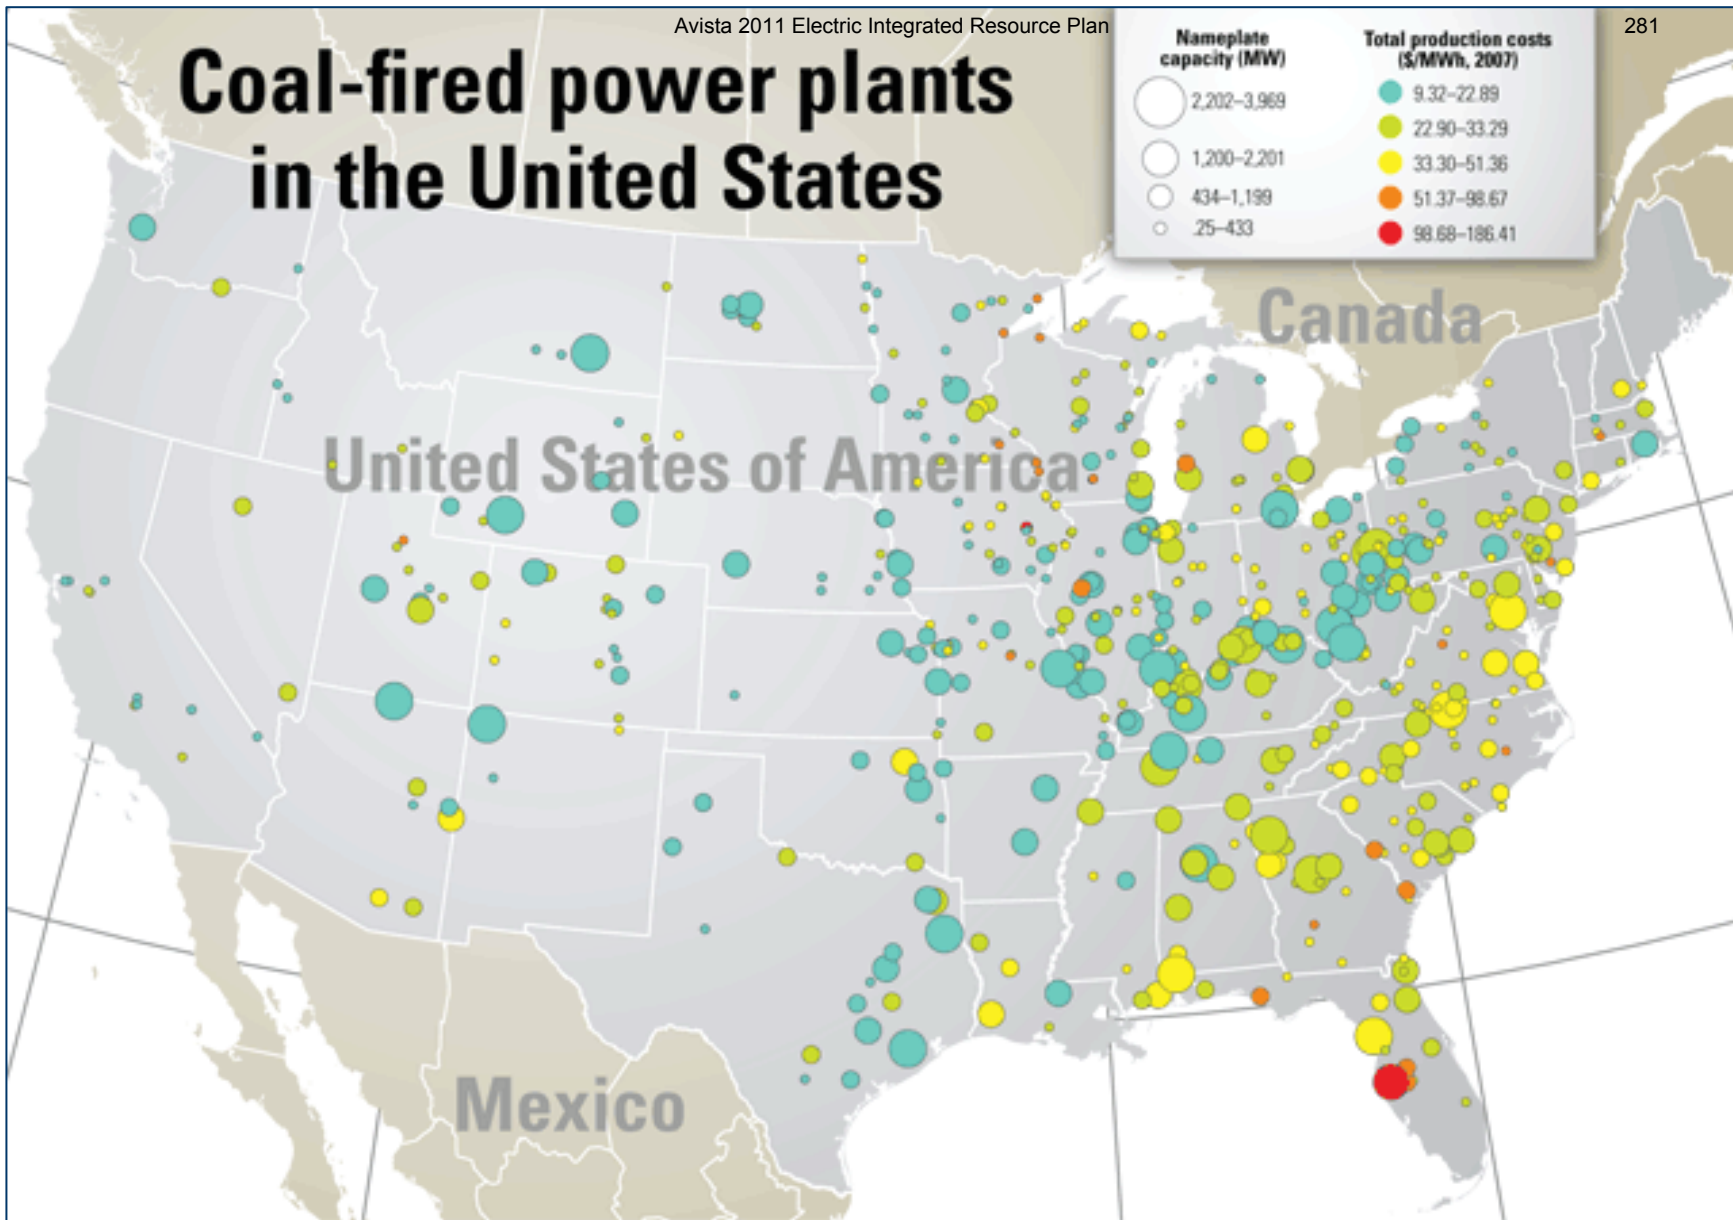 Avista 2011 Electric Integrated Resource Plan
281
Coal-fired power plants
in the United States
Nameplate
capacity (MW)
2,202–3,969
1,200–2,201
434–1,199
.25–433
Total production costs
($/MWh, 2007)
9.32–22.89
22.90–33.29
33.30–51.36
51.37–98.67
98.68–186.41
Canada
United States of America
Mexico